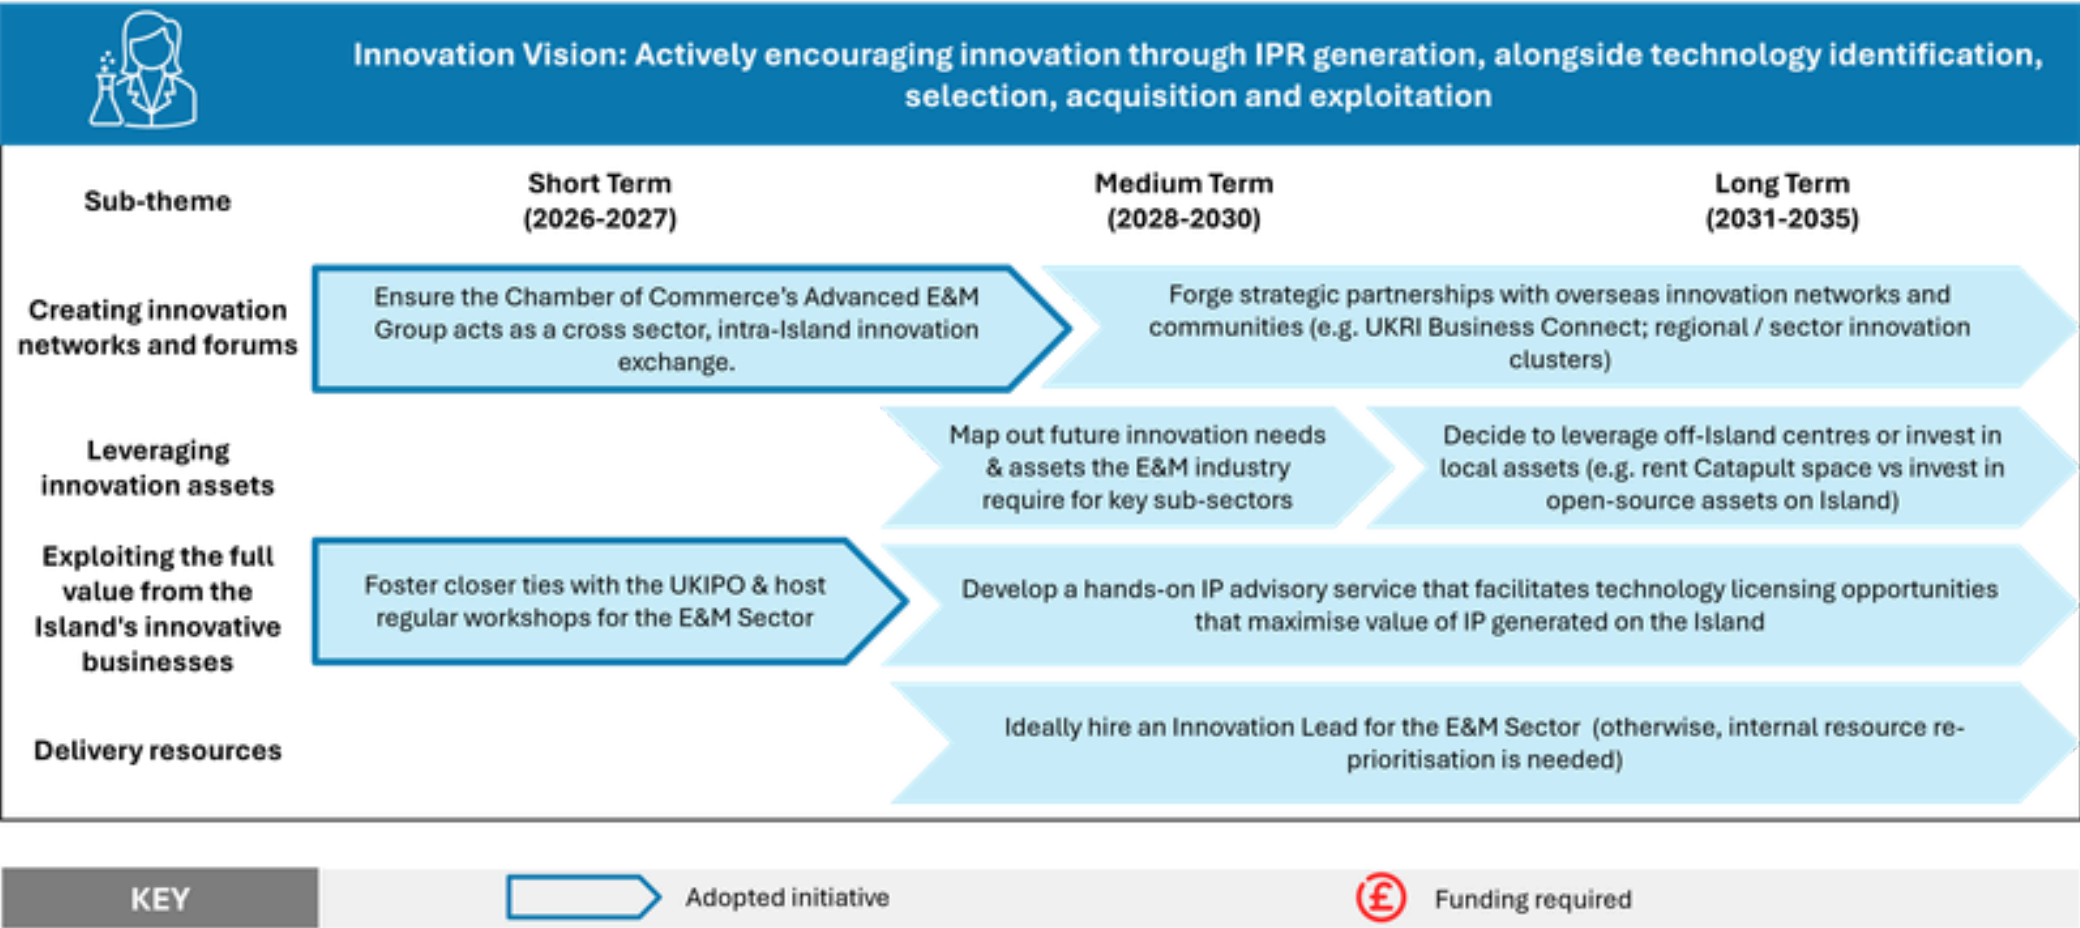 Innovation Vision: Actively encouraging innovation through IPR generation, alongside technology identification,
selection, acquisition and exploitation
Sub-theme
Short Term
(2026-2027)
Medium Term
(2028-2030)
Long Term
(2031-2035)
Creating innovation
networks and forums
Ensure the Chamber of Commerce's Advanced E&M
Group acts as a cross sector, intra-Island innovation
exchange.
Forge strategic partnerships with overseas innovation networks and
communities (e.g. UKRI Business Connect; regional / sector innovation
clusters)
Leveraging
innovation assets
Map out future innovation needs
& assets the E&M industry
require for key sub-sectors
Decide to leverage off-Island centres or invest in
local assets (e.g. rent Catapult space vs invest in
open-source assets on Island)
Exploiting the full
value from the
Island's innovative
businesses
Foster closer ties with the UKIPO & host
regular workshops for the E&M Sector
Develop a hands-on IP advisory service that facilitates technology licensing opportunities
that maximise value of IP generated on the Island
Delivery resources
Ideally hire an Innovation Lead for the E&M Sector (otherwise, internal resource re-
prioritisation is needed)
KEY
Adopted initiative
£
Funding required